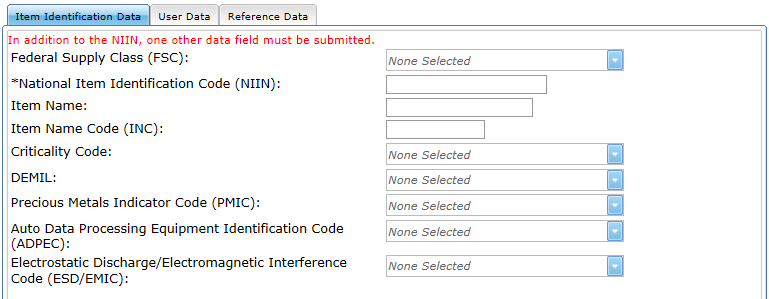 Item Identification Data User Data Reference Data
In addition to the NIIN, one other data field must be submitted.
Federal Supply Class (FSC): None Selected
*National Item Identification Code (NIIN):
Item Name:
Item Name Code (INC):
Criticality Code: None Selected
DEMIL: None Selected
Precious Metals Indicator Code (PMIC): None Selected
Auto Data Processing Equipment Identification Code
(ADPEC): None Selected
Electrostatic Discharge/Electromagnetic Interference
Code (ESD/EMIC): None Selected